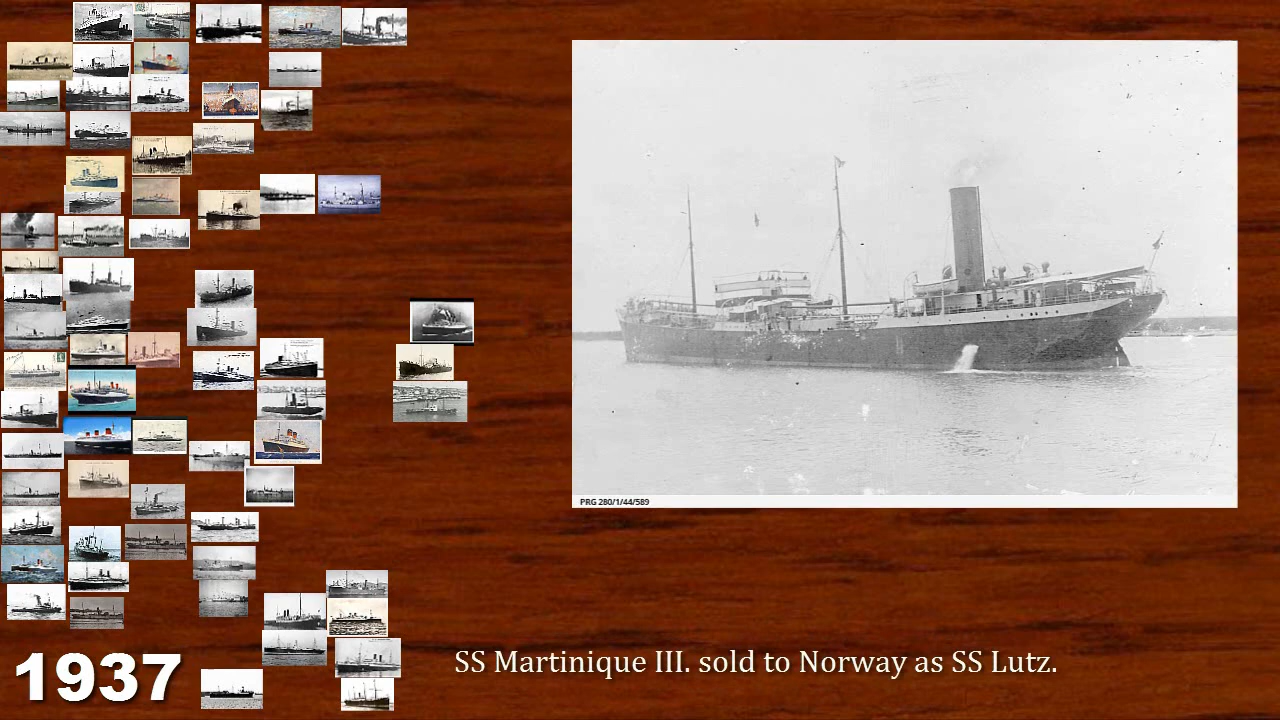 PRG 280/1/44/589
1937
SS Martinique III. sold to Norway as SS Lutz.